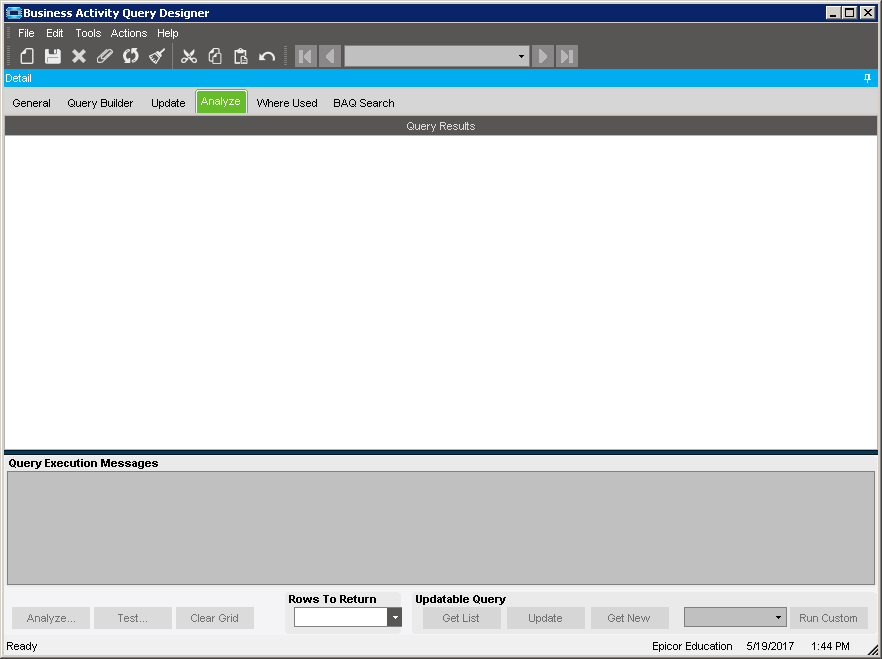 Business Activity Query Designer
File Edit Tools Actions Help
Detail
General Query Builder Update Analyze Where Used BAQ Search
Query Results
Query Execution Messages
Rows To Return Updatable Query
Analyze... Test... Clear Grid Get List Update Get New Run Custom
Ready Epicor Education 5/19/2017 1:44 PM